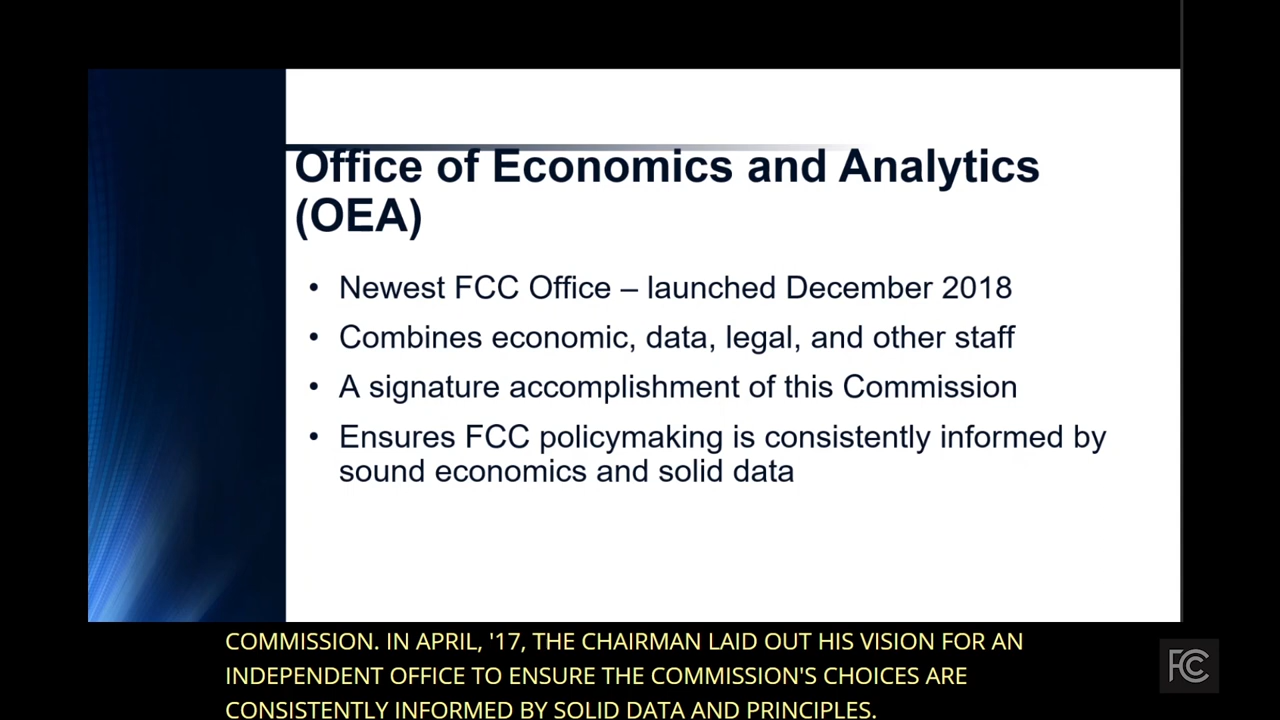 Office of Economics and Analytics
(OEA)
• Newest FCC Office – launched December 2018
• Combines economic, data, legal, and other staff
• A signature accomplishment of this Commission
• Ensures FCC policymaking is consistently informed by
sound economics and solid data
COMMISSION. IN APRIL, '17, THE CHAIRMAN LAID OUT HIS VISION FOR AN
INDEPENDENT OFFICE TO ENSURE THE COMMISSION'S CHOICES ARE
CONSISTENTLY INFORMED BY SOLID DATA AND PRINCIPLES.
FCC